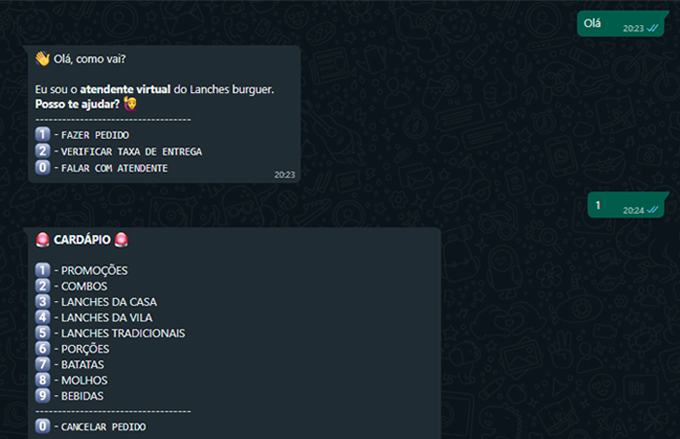 Olá
20:23
👋 Olá, como vai?
Eu sou o atendente virtual do Lanches burguer.
Posso te ajudar? 🙋‍♀️
----------------------------------
1️⃣ - FAZER PEDIDO
2️⃣ - VERIFICAR TAXA DE ENTREGA
0️⃣ - FALAR COM ATENDENTE
20:23
1
20:24
🚨 CARDÁPIO 🚨
1️⃣ - PROMOÇÕES
2️⃣ - COMBOS
3️⃣ - LANCHES DA CASA
4️⃣ - LANCHES DA VILA
5️⃣ - LANCHES TRADICIONAIS
6️⃣ - PORÇÕES
7️⃣ - BATATAS
8️⃣ - MOLHOS
9️⃣ - BEBIDAS
----------------------------------
0️⃣ - CANCELAR PEDIDO